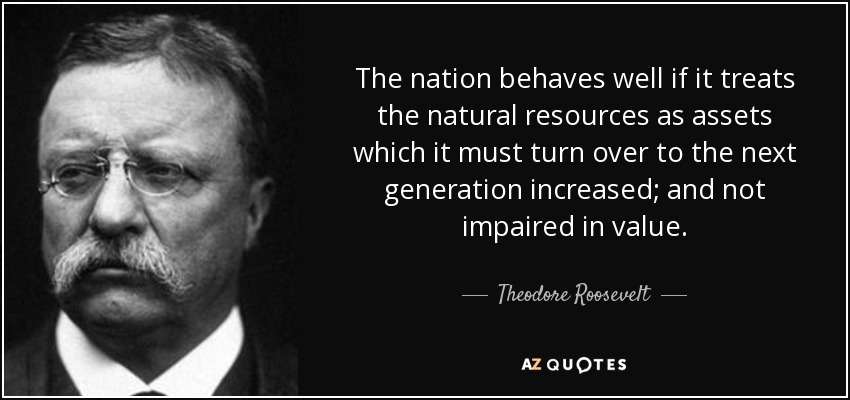 The nation behaves well if it treats
the natural resources as assets
which it must turn over to the next
generation increased; and not
impaired in value.
Theodore Roosevelt
AZ QUOTES